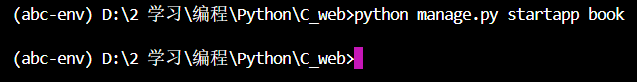 (abc-env) D:\2 学习\编程\Python\C_web>python manage.py startapp book
(abc-env) D:\2 学习\编程\Python\C_web>